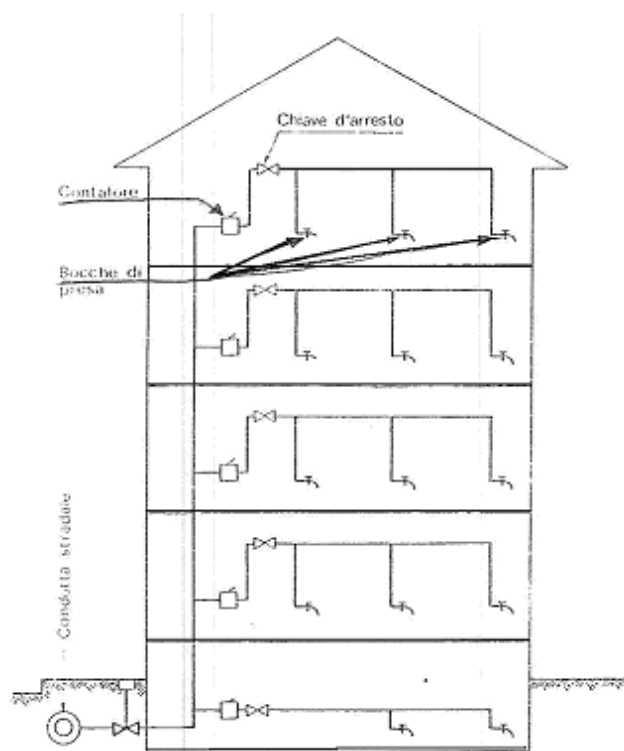 Chiave d'arresto
Contatore
Bocche di
presa
Condotta stradale